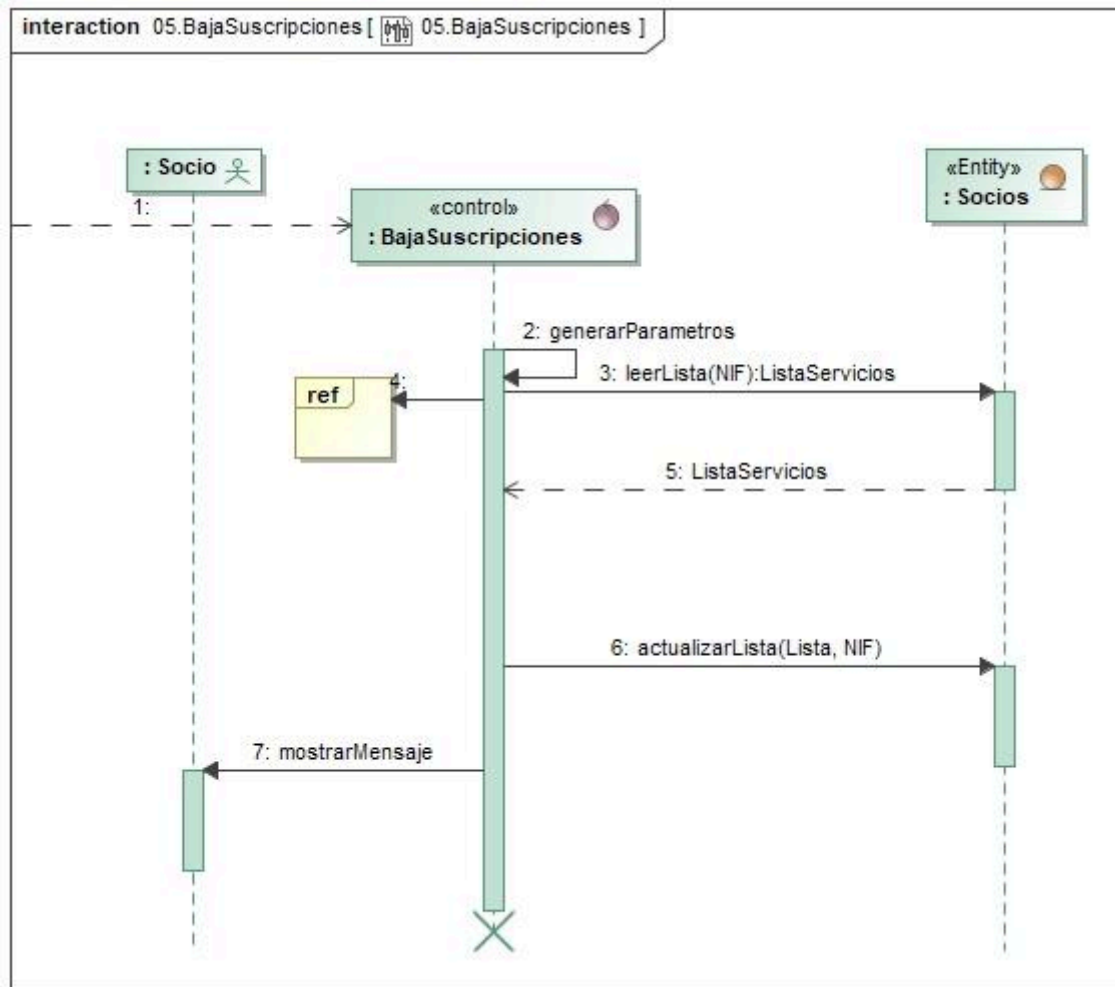 interaction 05.BajaSuscripciones [ 05.BajaSuscripciones ]
: Socio
«Entity»
: Socios
1:
«control»
: BajaSuscripciones
2: generarParametros
3: leerLista(NIF):ListaServicios
4:
ref
5: ListaServicios
6: actualizarLista(Lista, NIF)
7: mostrarMensaje